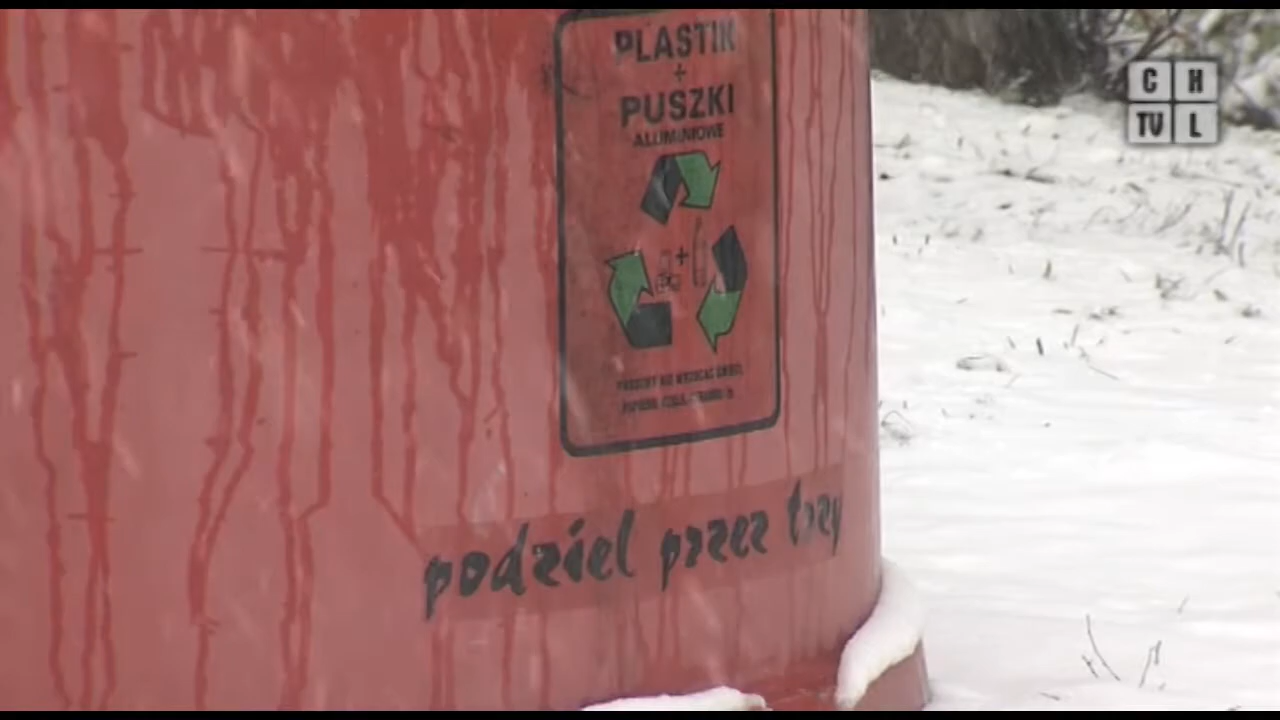 PLASTIK
+
PUSZKI
ALUMINIOWE
+
podziel przez trzy
C H
TV L